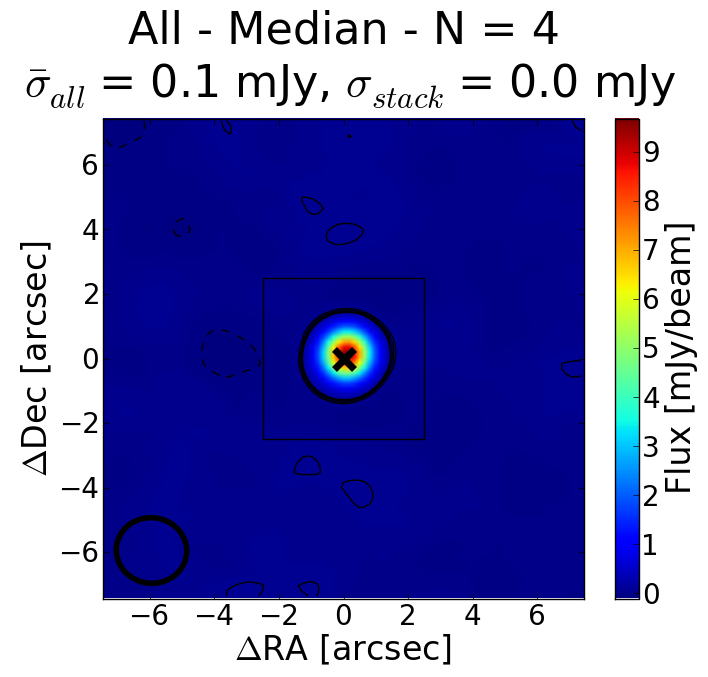 All - Median - N = 4
σ̄_all = 0.1 mJy, σ_stack = 0.0 mJy
6
4
2
0
−2
−4
−6
−6 −4 −2 0 2 4 6
ΔRA [arcsec]
ΔDec [arcsec]
9
8
7
6
5
4
3
2
1
0
Flux [mJy/beam]